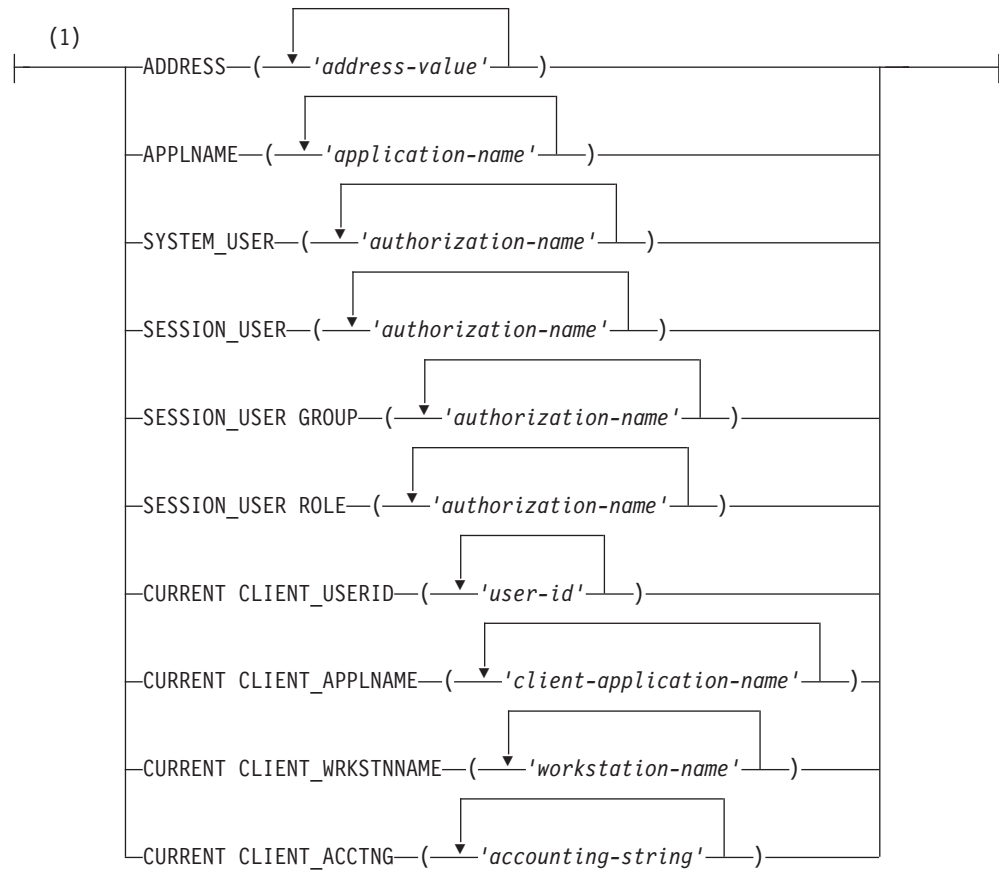 (1)
ADDRESS ( 'address-value' )
APPLNAME ( 'application-name' )
SYSTEM_USER ( 'authorization-name' )
SESSION_USER ( 'authorization-name' )
SESSION_USER GROUP ( 'authorization-name' )
SESSION_USER ROLE ( 'authorization-name' )
CURRENT CLIENT_USERID ( 'user-id' )
CURRENT CLIENT_APPLNAME ( 'client-application-name' )
CURRENT CLIENT_WRKSTNNAME ( 'workstation-name' )
CURRENT CLIENT_ACCTNG ( 'accounting-string' )